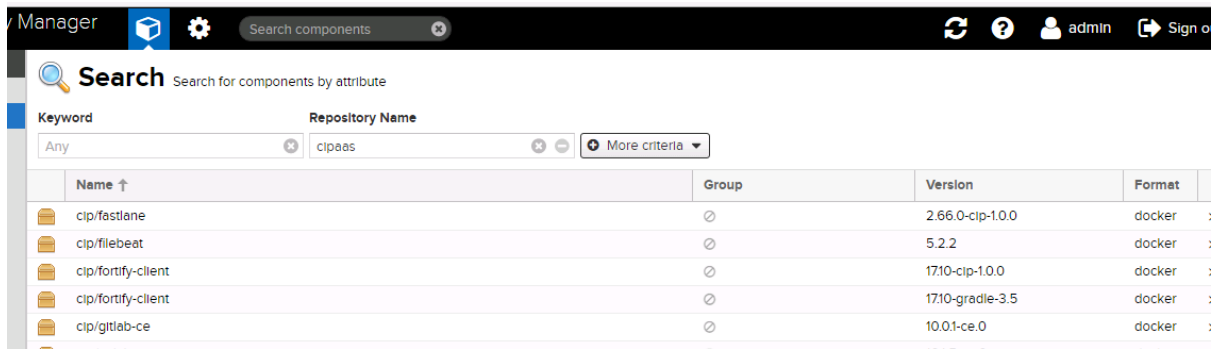 y Manager Search components admin Sign o
Search Search for components by attribute
Keyword Repository Name
Any cipaas More criteria
Name Group Version Format
cip/fastlane 2.66.0-cip-1.0.0 docker
cip/filebeat 5.2.2 docker
cip/fortify-client 17.10-cip-1.0.0 docker
cip/fortify-client 17.10-gradle-3.5 docker
cip/gitlab-ce 10.0.1-ce.0 docker